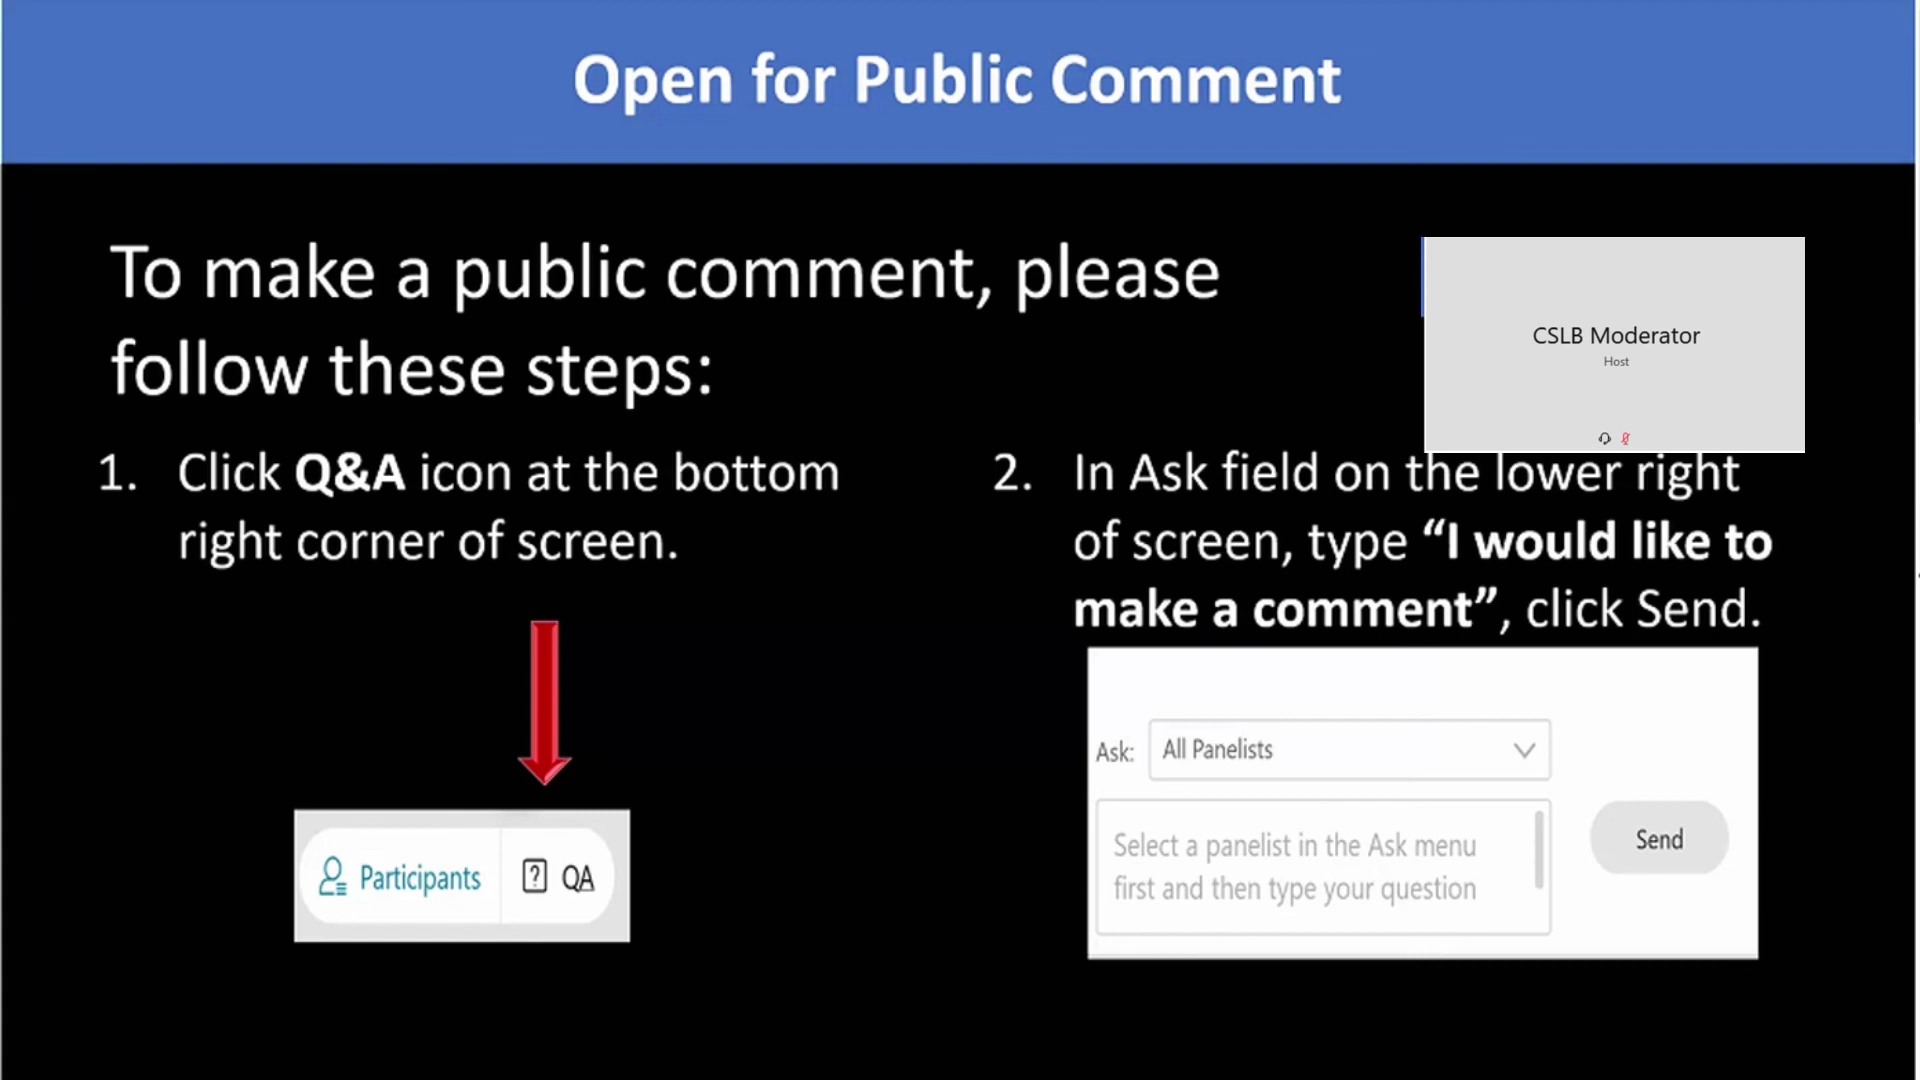 Open for Public Comment
To make a public comment, please
follow these steps:
CSLB Moderator
Host
1. Click Q&A icon at the bottom
right corner of screen.
Participants
? QA
2. In Ask field on the lower right
of screen, type “I would like to
make a comment”, click Send.
Ask: All Panelists
Select a panelist in the Ask menu
first and then type your question
Send